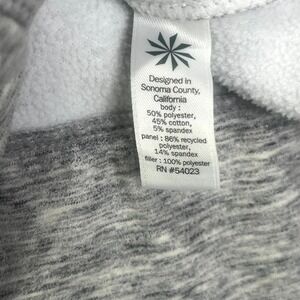 Designed in
Sonoma County,
California
body :
50% polyester,
45% cotton,
5% spandex
panel : 86% recycled
polyester,
14% spandex
filler : 100% polyester
RN #54023